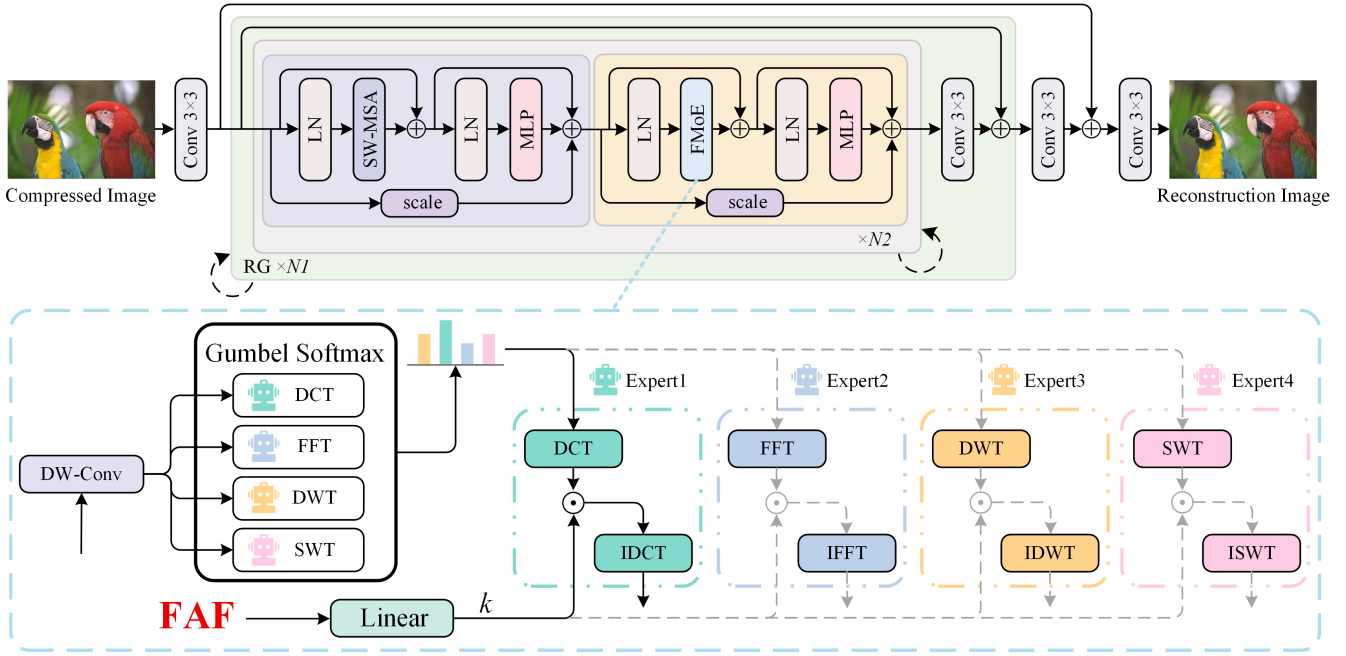 Compressed Image
Conv 3×3
LN
SW-MSA
LN
MLP
scale
LN
FMoE
LN
MLP
scale
×N2
RG ×N1
Conv 3×3
Conv 3×3
Conv 3×3
Reconstruction Image
DW-Conv
Gumbel Softmax
DCT
FFT
DWT
SWT
FAF
Linear
k
Expert1
DCT
IDCT
Expert2
FFT
IFFT
Expert3
DWT
IDWT
Expert4
SWT
ISWT